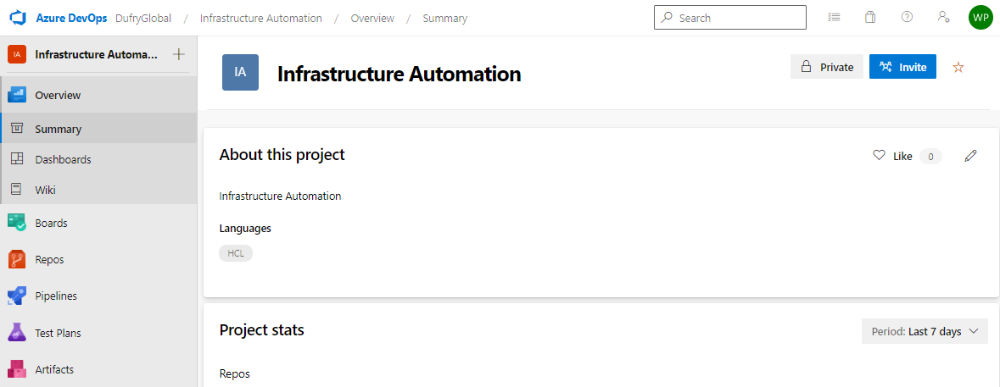 Azure DevOps DufryGlobal / Infrastructure Automation / Overview / Summary Search WP
IA Infrastructure Automa... +
IA Infrastructure Automation Private Invite
Overview
Summary
Dashboards
Wiki
Boards
Repos
Pipelines
Test Plans
Artifacts
About this project Like 0
Infrastructure Automation
Languages
HCL
Project stats Period: Last 7 days
Repos